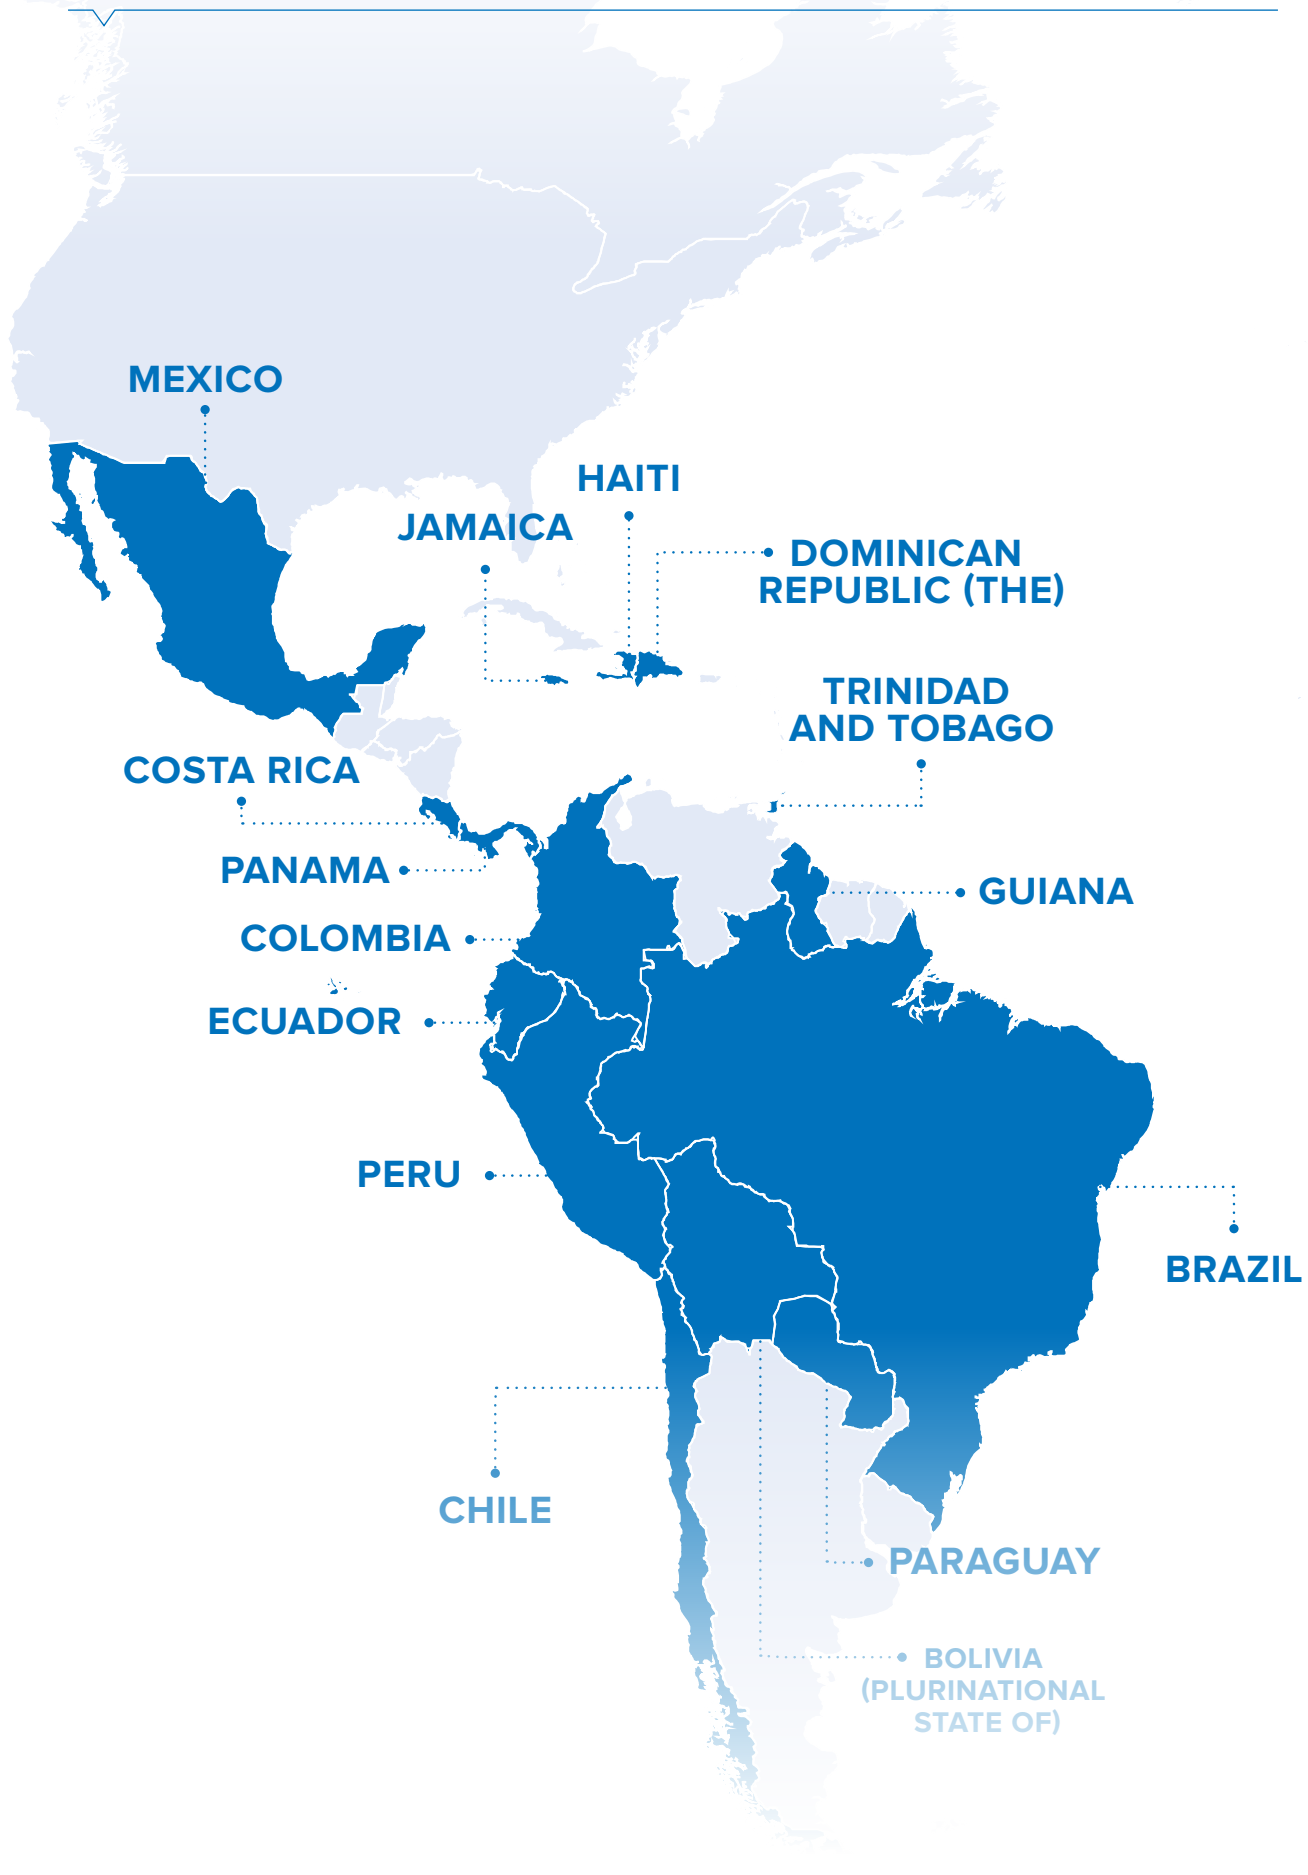 MEXICO
HAITI
JAMAICA
DOMINICAN
REPUBLIC (THE)
TRINIDAD
AND TOBAGO
COSTA RICA
PANAMA
GUIANA
COLOMBIA
ECUADOR
PERU
BRAZIL
CHILE
PARAGUAY
BOLIVIA
(PLURINATIONAL
STATE OF)